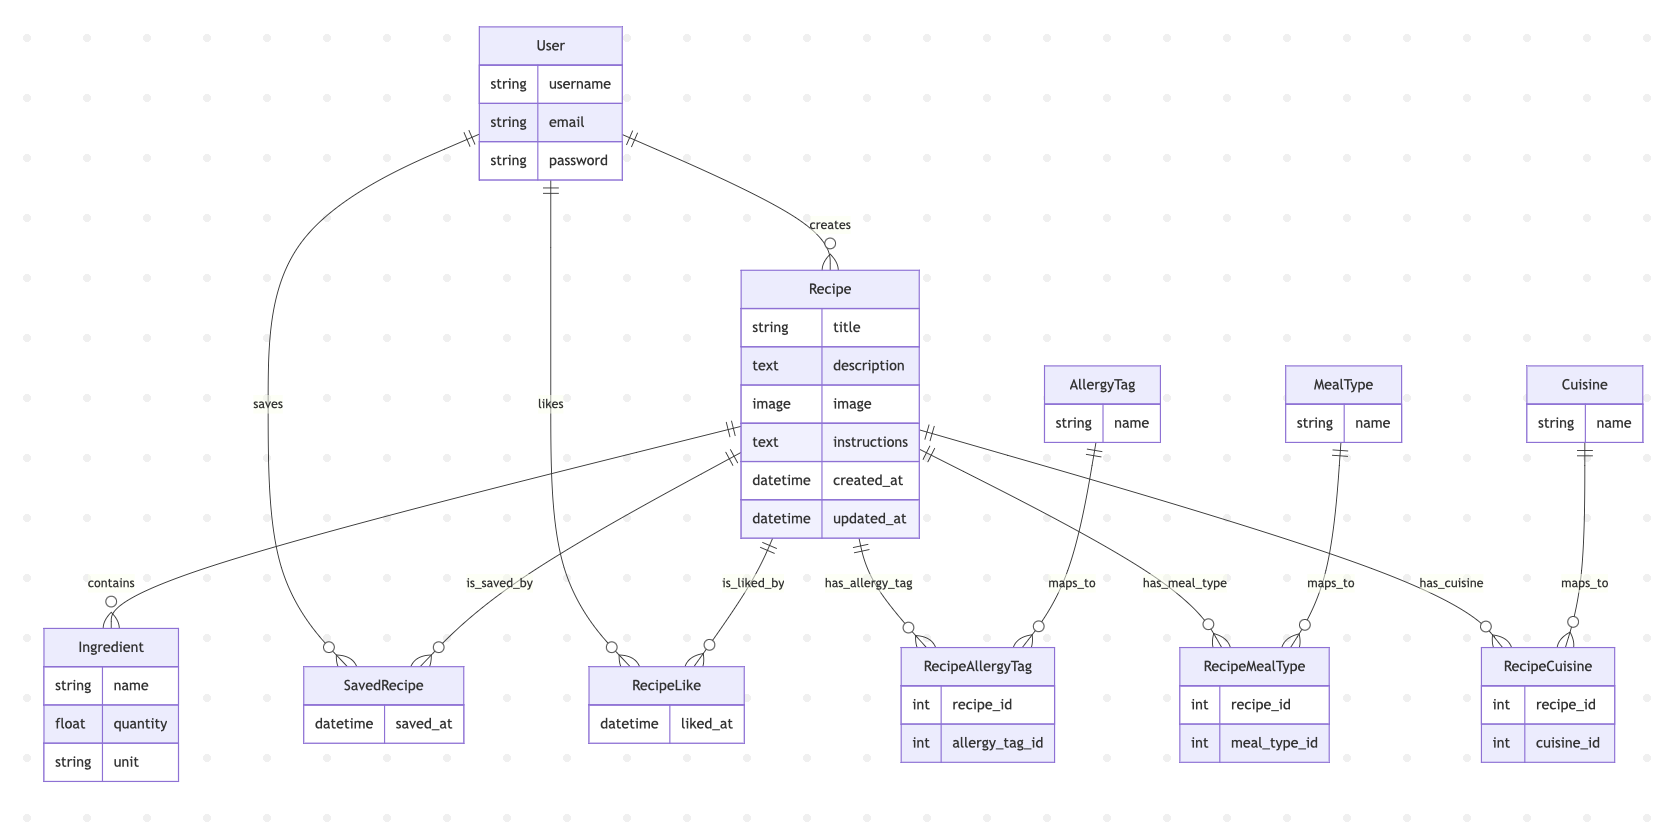 User
string username
string email
string password
creates
Recipe
string title
text description
image image
text instructions
datetime created_at
datetime updated_at
AllergyTag
string name
MealType
string name
Cuisine
string name
saves
likes
contains
is_saved_by
is_liked_by
has_allergy_tag
maps_to
has_meal_type
maps_to
has_cuisine
maps_to
Ingredient
string name
float quantity
string unit
SavedRecipe
datetime saved_at
RecipeLike
datetime liked_at
RecipeAllergyTag
int recipe_id
int allergy_tag_id
RecipeMealType
int recipe_id
int meal_type_id
RecipeCuisine
int recipe_id
int cuisine_id